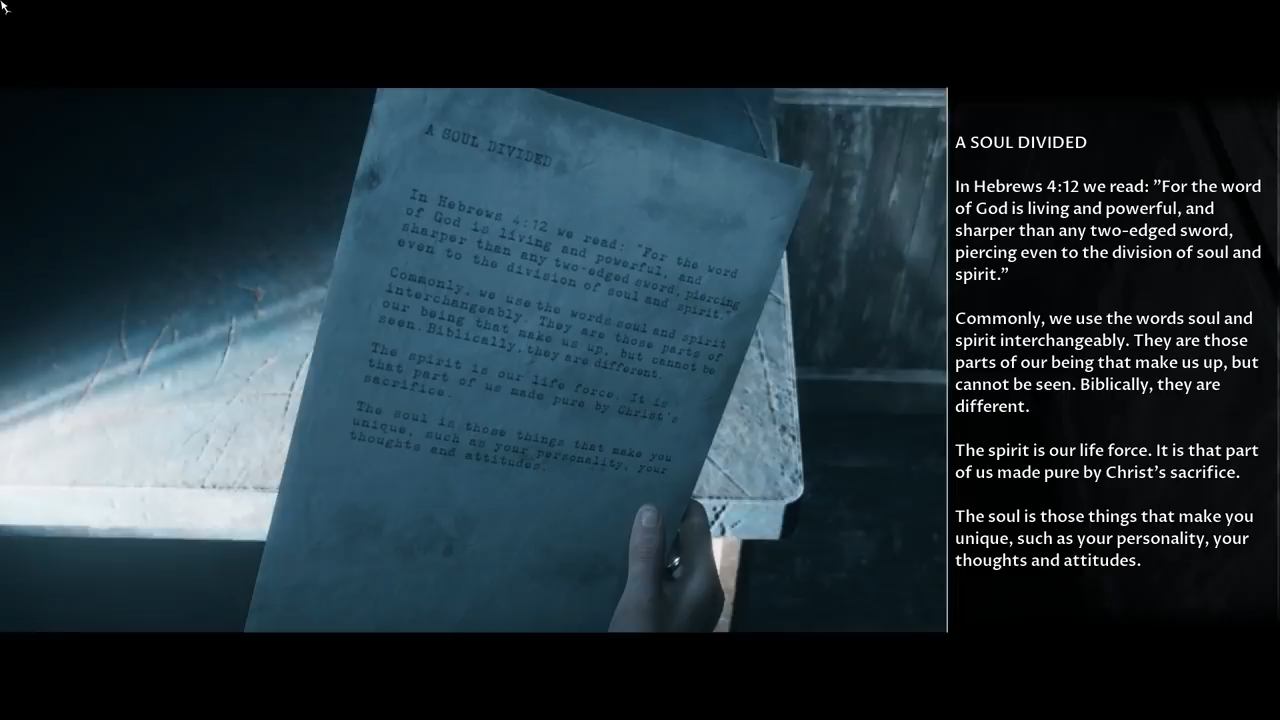 A SOUL DIVIDED
In Hebrews 4:12 we read: "For the word
of God is living and powerful, and
sharper than any two-edged sword, piercing
even to the division of soul and spirit."
Commonly, we use the words soul and spirit
interchangeably. They are those parts of
our being that make us up, but cannot be
seen. Biblically, they are different.
The spirit is our life force. It is
that part of us made pure by Christ's
sacrifice.
The soul is those things that make you
unique, such as your personality, your
thoughts and attitudes.
A SOUL DIVIDED
In Hebrews 4:12 we read: ”For the word
of God is living and powerful, and
sharper than any two-edged sword,
piercing even to the division of soul and
spirit.”
Commonly, we use the words soul and
spirit interchangeably. They are those
parts of our being that make us up, but
cannot be seen. Biblically, they are
different.
The spirit is our life force. It is that part
of us made pure by Christ’s sacrifice.
The soul is those things that make you
unique, such as your personality, your
thoughts and attitudes.